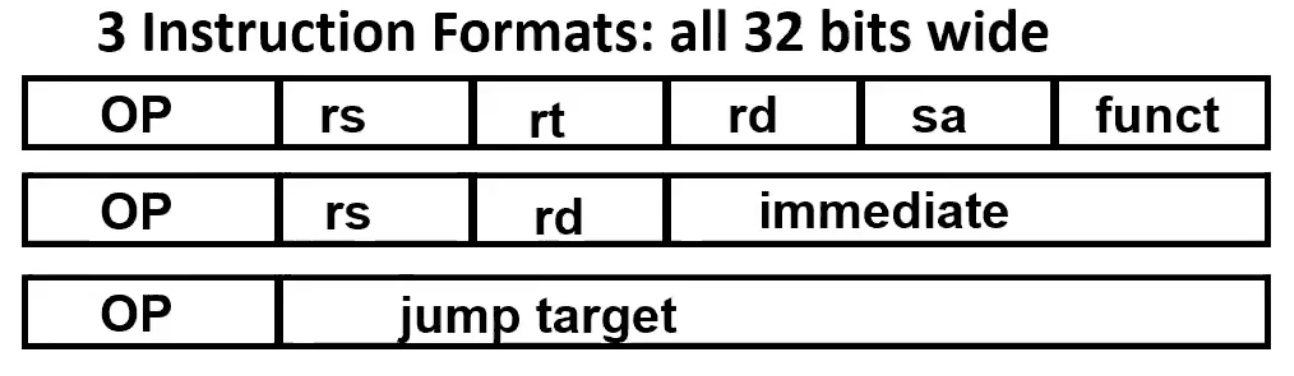 3 Instruction Formats: all 32 bits wide
OP rs rt rd sa funct
OP rs rd immediate
OP jump target